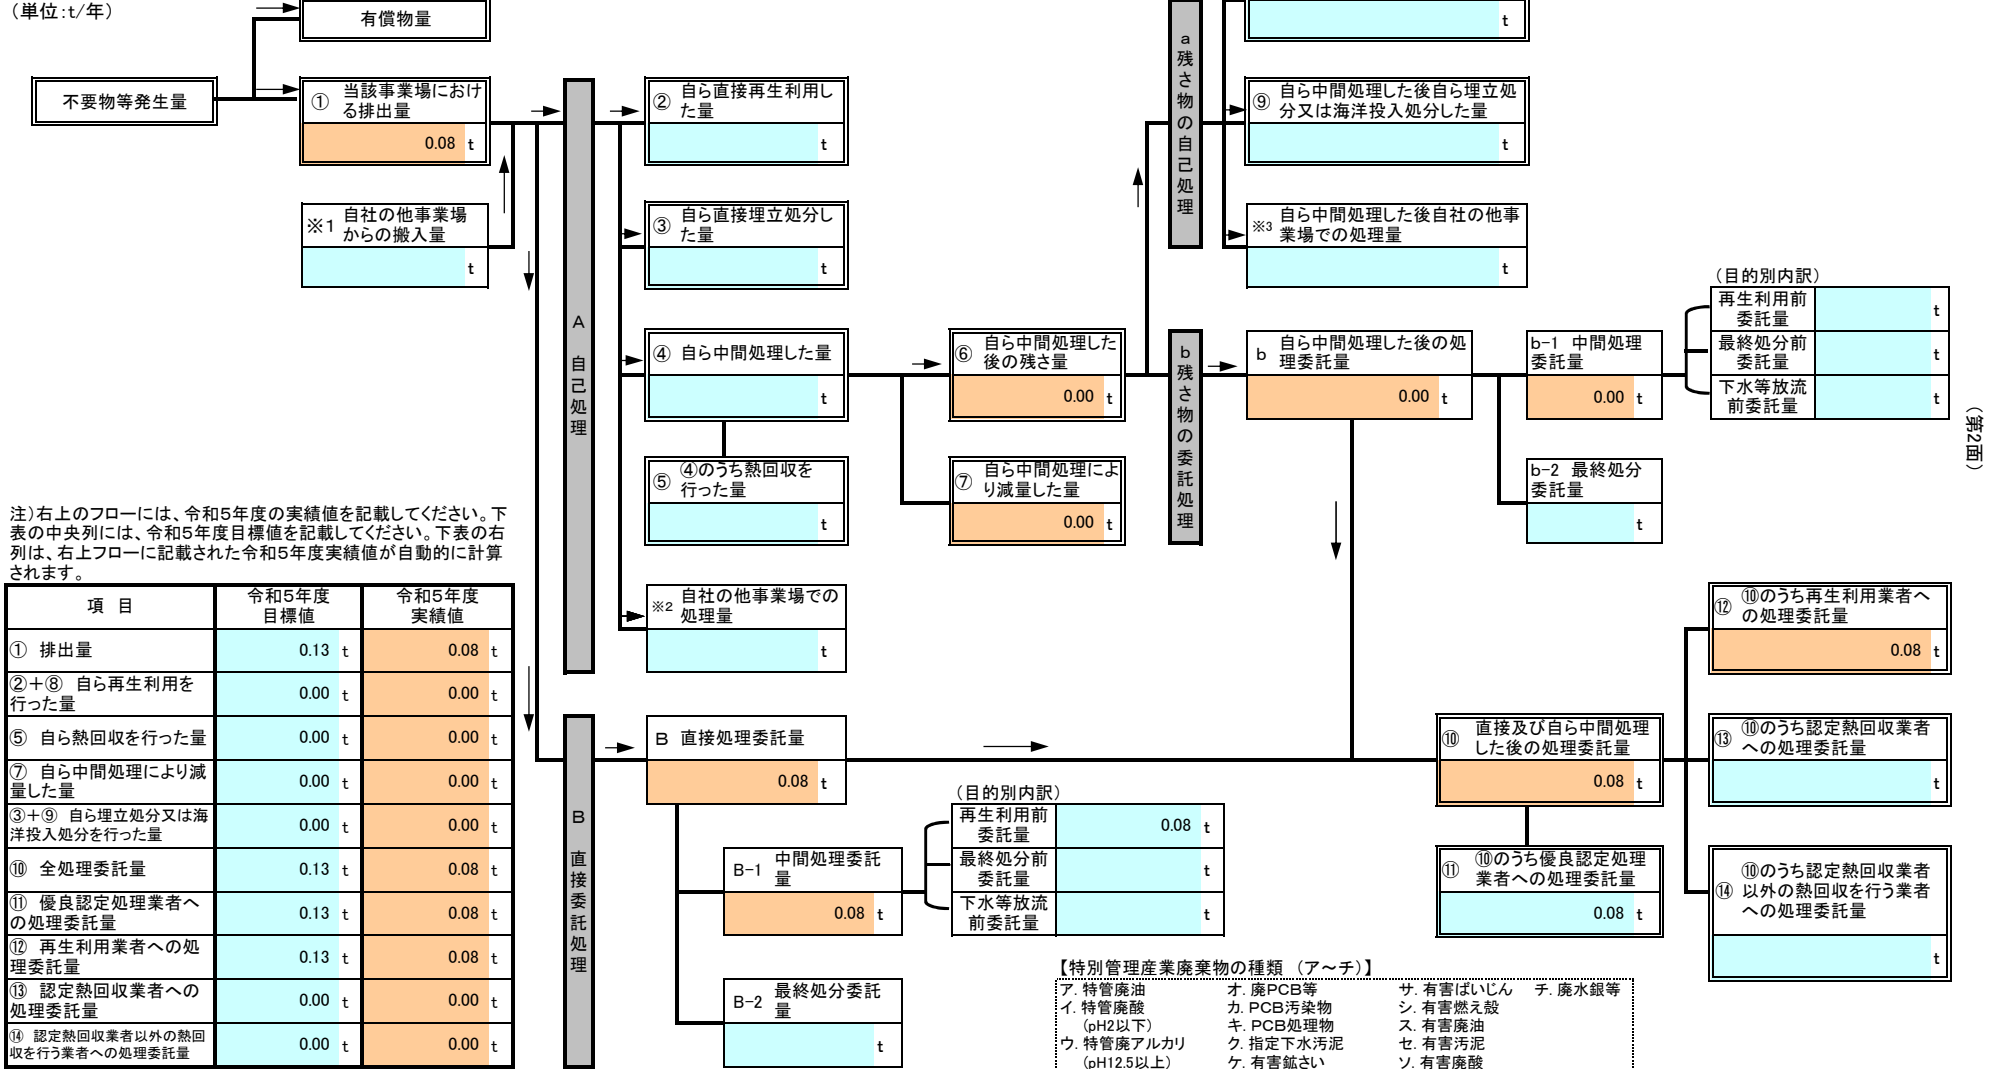 （単位：t/年）
有償物量
不要物等発生量
① 当該事業場におけ
る排出量
0.08 t
※1 自社の他事業場
からの搬入量
t
A 自己処理
② 自ら直接再生利用し
た量
t
③ 自ら直接埋立処分し
た量
t
④ 自ら中間処理した量
t
⑤ ④のうち熱回収を
行った量
t
※2 自社の他事業場での
処理量
t
⑥ 自ら中間処理した
後の残さ量
0.00 t
⑦ 自ら中間処理によ
り減量した量
0.00 t
a残さ物の自己処理
t
⑨ 自ら中間処理した後自ら埋立処
分又は海洋投入処分した量
t
※3 自ら中間処理した後自社の他事
業場での処理量
t
b残さ物の委託処理
b 自ら中間処理した後の処
理委託量
0.00 t
b-1 中間処理
委託量
0.00 t
b-2 最終処分
委託量
t
（目的別内訳）
再生利用前
委託量
t
最終処分前
委託量
t
下水等放流
前委託量
t
（第2面）
注）右上のフローには、令和5年度の実績値を記載してください。下
表の中央列には、令和5年度目標値を記載してください。下表の右
列は、右上フローに記載された令和5年度実績値が自動的に計算
されます。
項 目 令和5年度
目標値 令和5年度
実績値
① 排出量 0.13 t 0.08 t
②＋⑧ 自ら再生利用を
行った量 0.00 t 0.00 t
⑤ 自ら熱回収を行った量 0.00 t 0.00 t
⑦ 自ら中間処理により減
量した量 0.00 t 0.00 t
③＋⑨ 自ら埋立処分又は海
洋投入処分を行った量 0.00 t 0.00 t
⑩ 全処理委託量 0.13 t 0.08 t
⑪ 優良認定処理業者へ
の処理委託量 0.13 t 0.08 t
⑫ 再生利用業者への処
理委託量 0.13 t 0.08 t
⑬ 認定熱回収業者への
処理委託量 0.00 t 0.00 t
⑭ 認定熱回収業者以外の熱回
収を行う業者への処理委託量 0.00 t 0.00 t
B 直接委託処理
B 直接処理委託量
0.08 t
B-1 中間処理委託
量
0.08 t
B-2 最終処分委託
量
t
（目的別内訳）
再生利用前
委託量
0.08 t
最終処分前
委託量
t
下水等放流
前委託量
t
⑩ 直接及び自ら中間処理
した後の処理委託量
0.08 t
⑪ ⑩のうち優良認定処理
業者への処理委託量
0.08 t
⑫ ⑩のうち再生利用業者へ
の処理委託量
0.08 t
⑬ ⑩のうち認定熱回収業者
への処理委託量
t
⑭ ⑩のうち認定熱回収業者
以外の熱回収を行う業者
への処理委託量
t
【特別管理産業廃棄物の種類 （ア～チ）】
ア. 特管廃油 オ. 廃PCB等 サ. 有害ばいじん チ. 廃水銀等
イ. 特管廃酸 カ. PCB汚染物 シ. 有害燃え殻
（pH2以下） キ. PCB処理物 ス. 有害廃油
ウ. 特管廃アルカリ ク. 指定下水汚泥 セ. 有害汚泥
（pH12.5以上） ケ. 有害鉱さい ソ. 有害廃酸